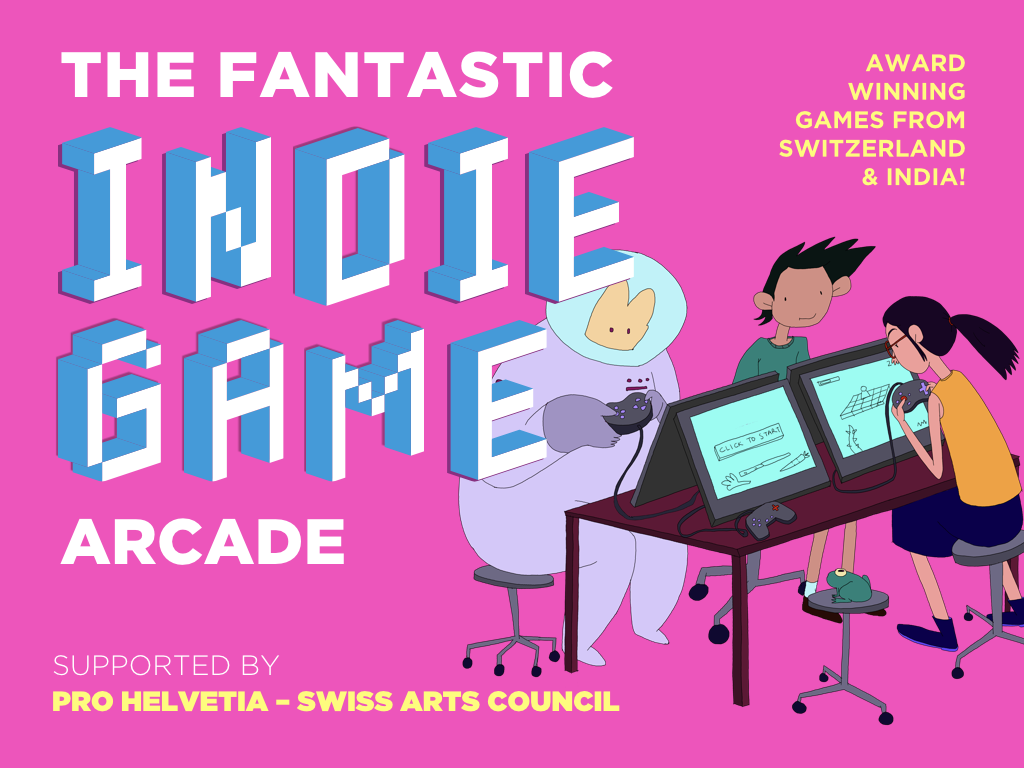 THE FANTASTIC
INDIE
GAME
ARCADE
AWARD
WINNING
GAMES FROM
SWITZERLAND
& INDIA!
CLICK TO START
SUPPORTED BY
PRO HELVETIA – SWISS ARTS COUNCIL